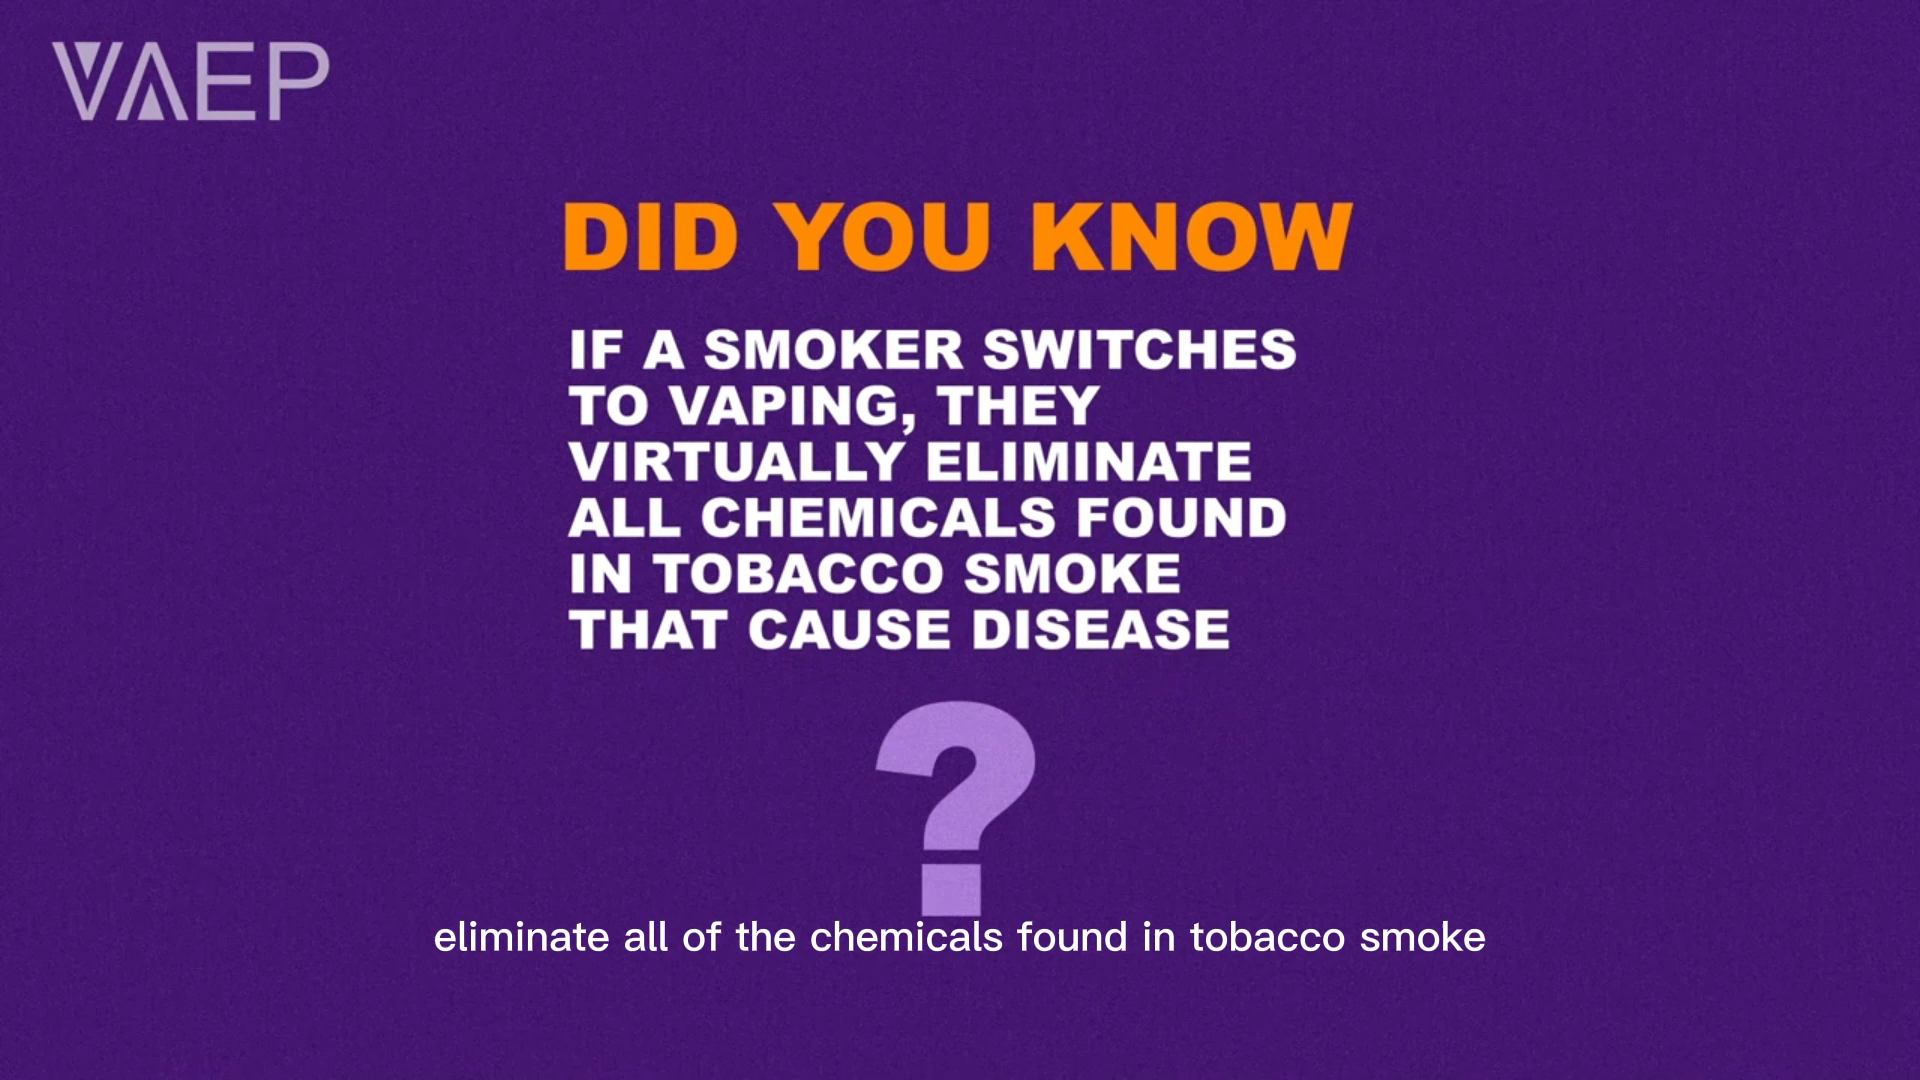 VAEP
DID YOU KNOW
IF A SMOKER SWITCHES
TO VAPING, THEY
VIRTUALLY ELIMINATE
ALL CHEMICALS FOUND
IN TOBACCO SMOKE
THAT CAUSE DISEASE
?
eliminate all of the chemicals found in tobacco smoke